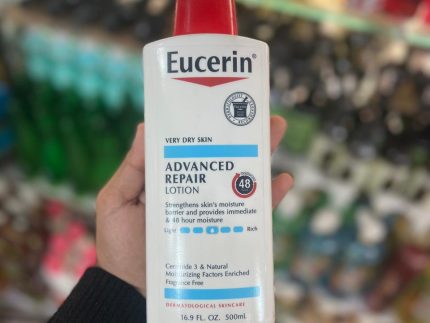 Eucerin®
VERY DRY SKIN
ADVANCED
REPAIR
LOTION
48
Strengthens skin's moisture
barrier and provides immediate
& 48 hour moisture
Light
Rich
Ceramide 3 & Natural
Moisturizing Factors Enriched
Fragrance Free
DERMATOLOGICAL SKINCARE
16.9 FL. OZ. 500mL